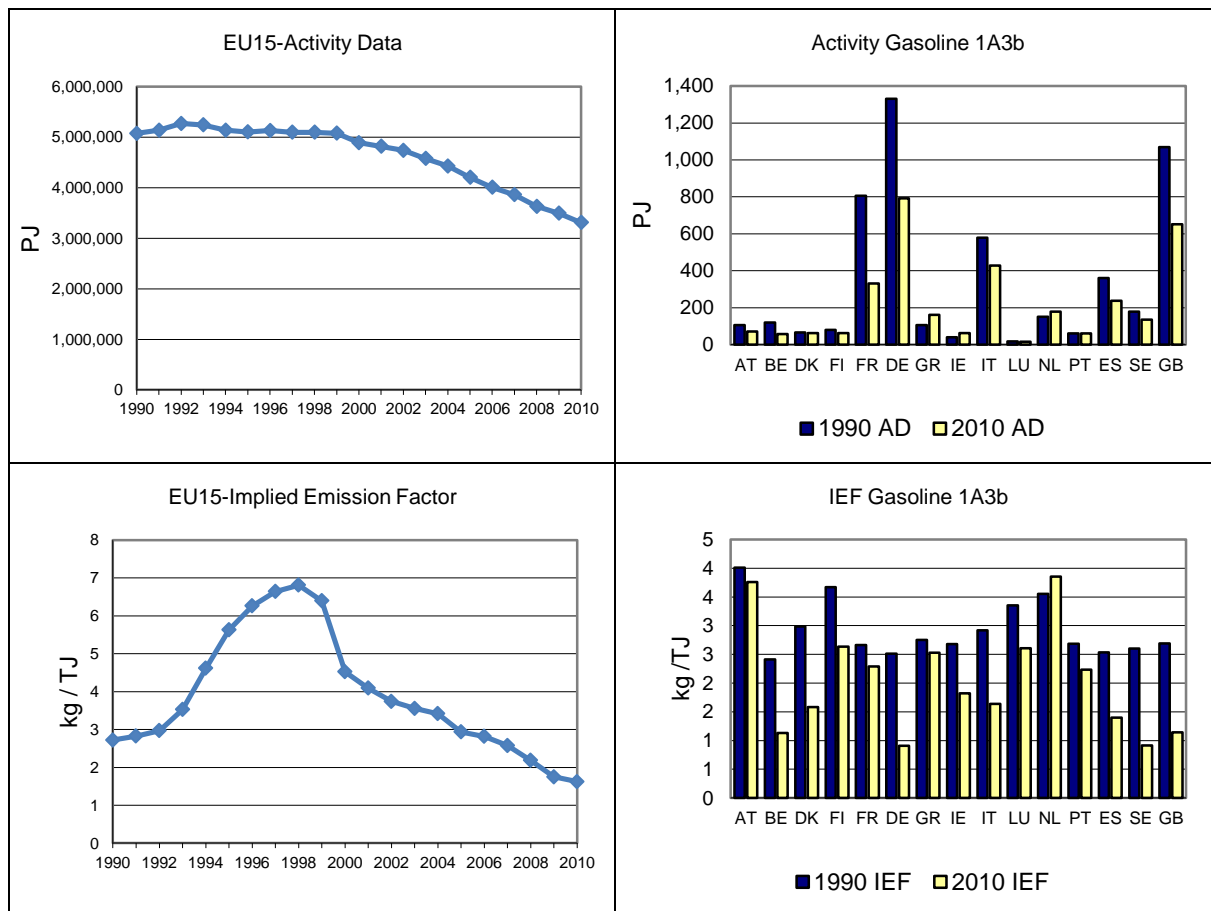 EU15-Activity Data
6,000,000
5,000,000
4,000,000
3,000,000
2,000,000
1,000,000
0
PJ
1990 1992 1994 1996 1998 2000 2002 2004 2006 2008 2010
Activity Gasoline 1A3b
1,400
1,200
1,000
800
600
400
200
0
PJ
AT BE DK FI FR DE GR IE IT LU NL PT ES SE GB
1990 AD 2010 AD
EU15-Implied Emission Factor
8
7
6
5
4
3
2
1
0
kg / TJ
1990 1992 1994 1996 1998 2000 2002 2004 2006 2008 2010
IEF Gasoline 1A3b
5
4
4
3
3
2
2
1
1
0
kg /TJ
AT BE DK FI FR DE GR IE IT LU NL PT ES SE GB
1990 IEF 2010 IEF